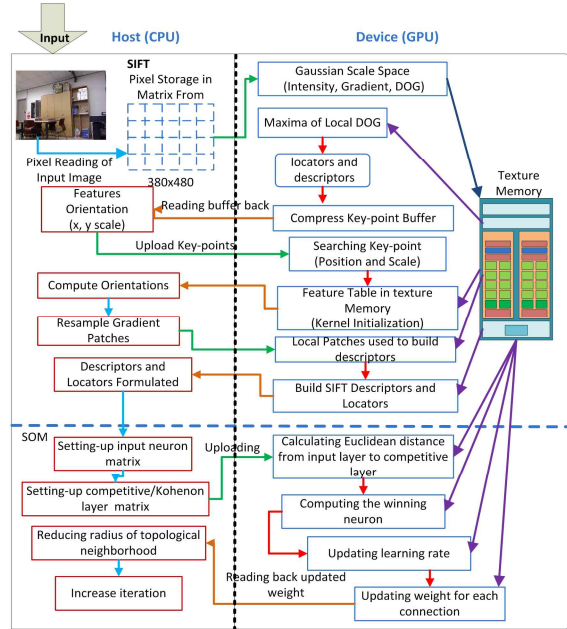 Input
Host (CPU)
Device (GPU)
SIFT
Pixel Storage in
Matrix From
Gaussian Scale Space
(Intensity, Gradient, DOG)
Maxima of Local DOG
Pixel Reading of
Input Image
380x480
locators and
descriptors
Texture
Memory
Features
Orientation
(x, y scale)
Reading buffer back
Compress Key-point Buffer
Upload Key-points
Searching Key-point
(Position and Scale)
Compute Orientations
Feature Table in texture
Memory
(Kernel Initialization)
Resample Gradient
Patches
Local Patches used to build
descriptors
Descriptors and
Locators Formulated
Build SIFT Descriptors and
Locators
SOM
Setting-up input neuron
matrix
Uploading
Calculating Euclidean distance
from input layer to competitive
layer
Setting-up competitive/Kohenon
layer matrix
Computing the
winning neuron
Reducing radius of topological
neighborhood
Updating learning rate
Reading back updated
weight
Increase iteration
Updating weight for each
connection